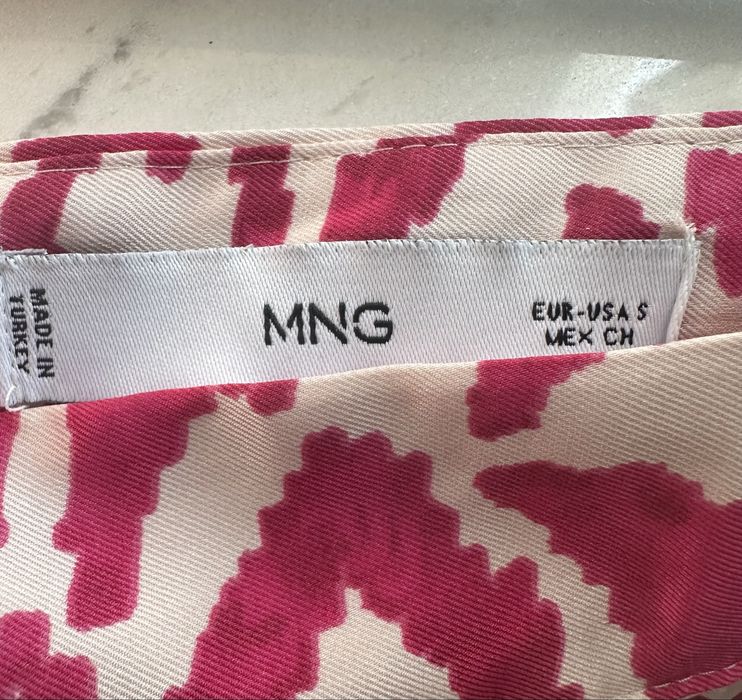 MADE IN
TURKEY
MNG
EUR-USA S
MEX CH